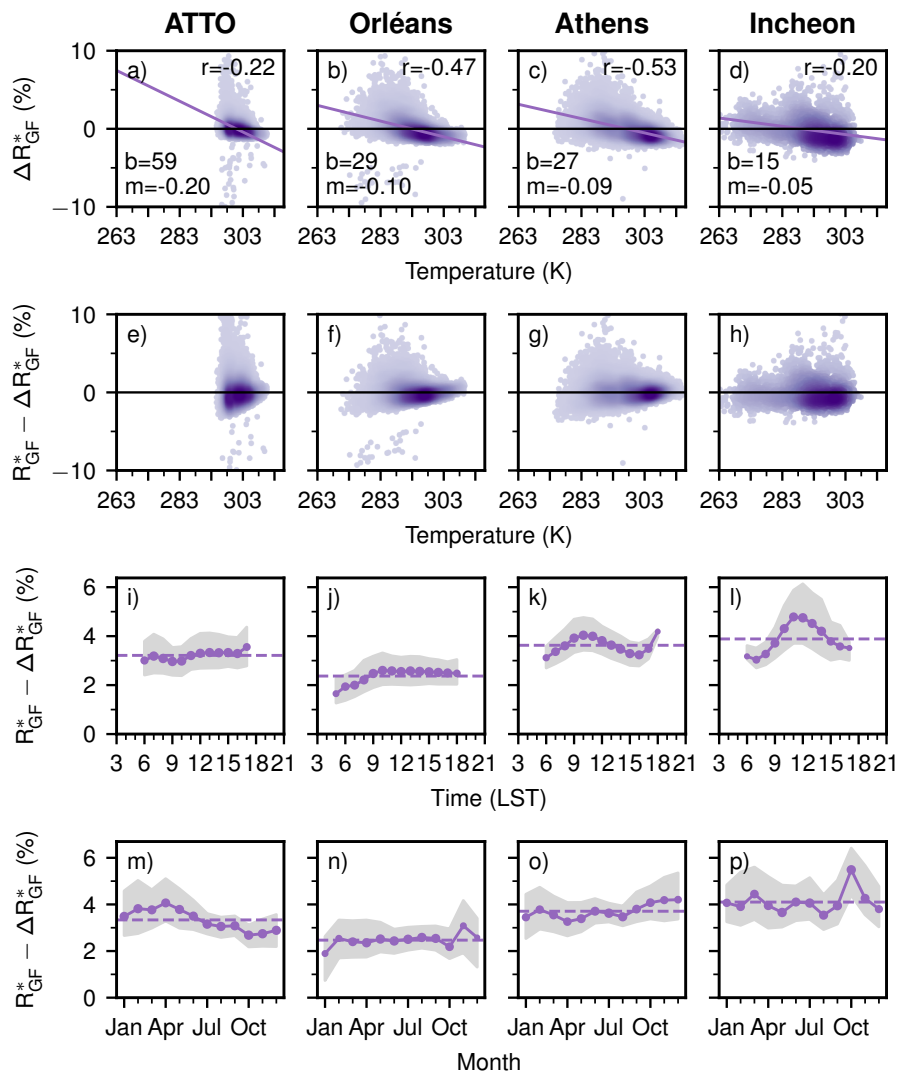 ATTO Orléans Athens Incheon
ΔR*GF (%)
10
0
−10
a) r=-0.22
b=59
m=-0.20
b) r=-0.47
b=29
m=-0.10
c) r=-0.53
b=27
m=-0.09
d) r=-0.20
b=15
m=-0.05
263 283 303 263 283 303 263 283 303 263 283 303
Temperature (K)
R*GF − ΔR*GF (%)
10
0
−10
e) f) g) h)
263 283 303 263 283 303 263 283 303 263 283 303
Temperature (K)
R*GF − ΔR*GF (%)
6
4
2
0
i) j) k) l)
3 6 9 12 15 18 21 3 6 9 12 15 18 21 3 6 9 12 15 18 21 3 6 9 12 15 18 21
Time (LST)
R*GF − ΔR*GF (%)
6
4
2
0
m) n) o) p)
Jan Apr Jul Oct Jan Apr Jul Oct Jan Apr Jul Oct Jan Apr Jul Oct
Month